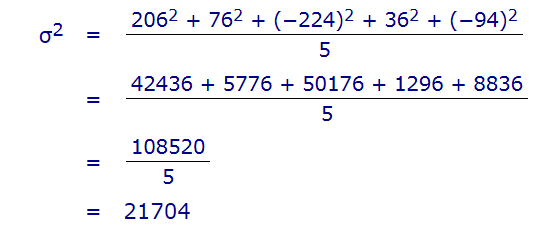 σ² = 206² + 76² + (−224)² + 36² + (−94)²
5
= 42436 + 5776 + 50176 + 1296 + 8836
5
= 108520
5
= 21704